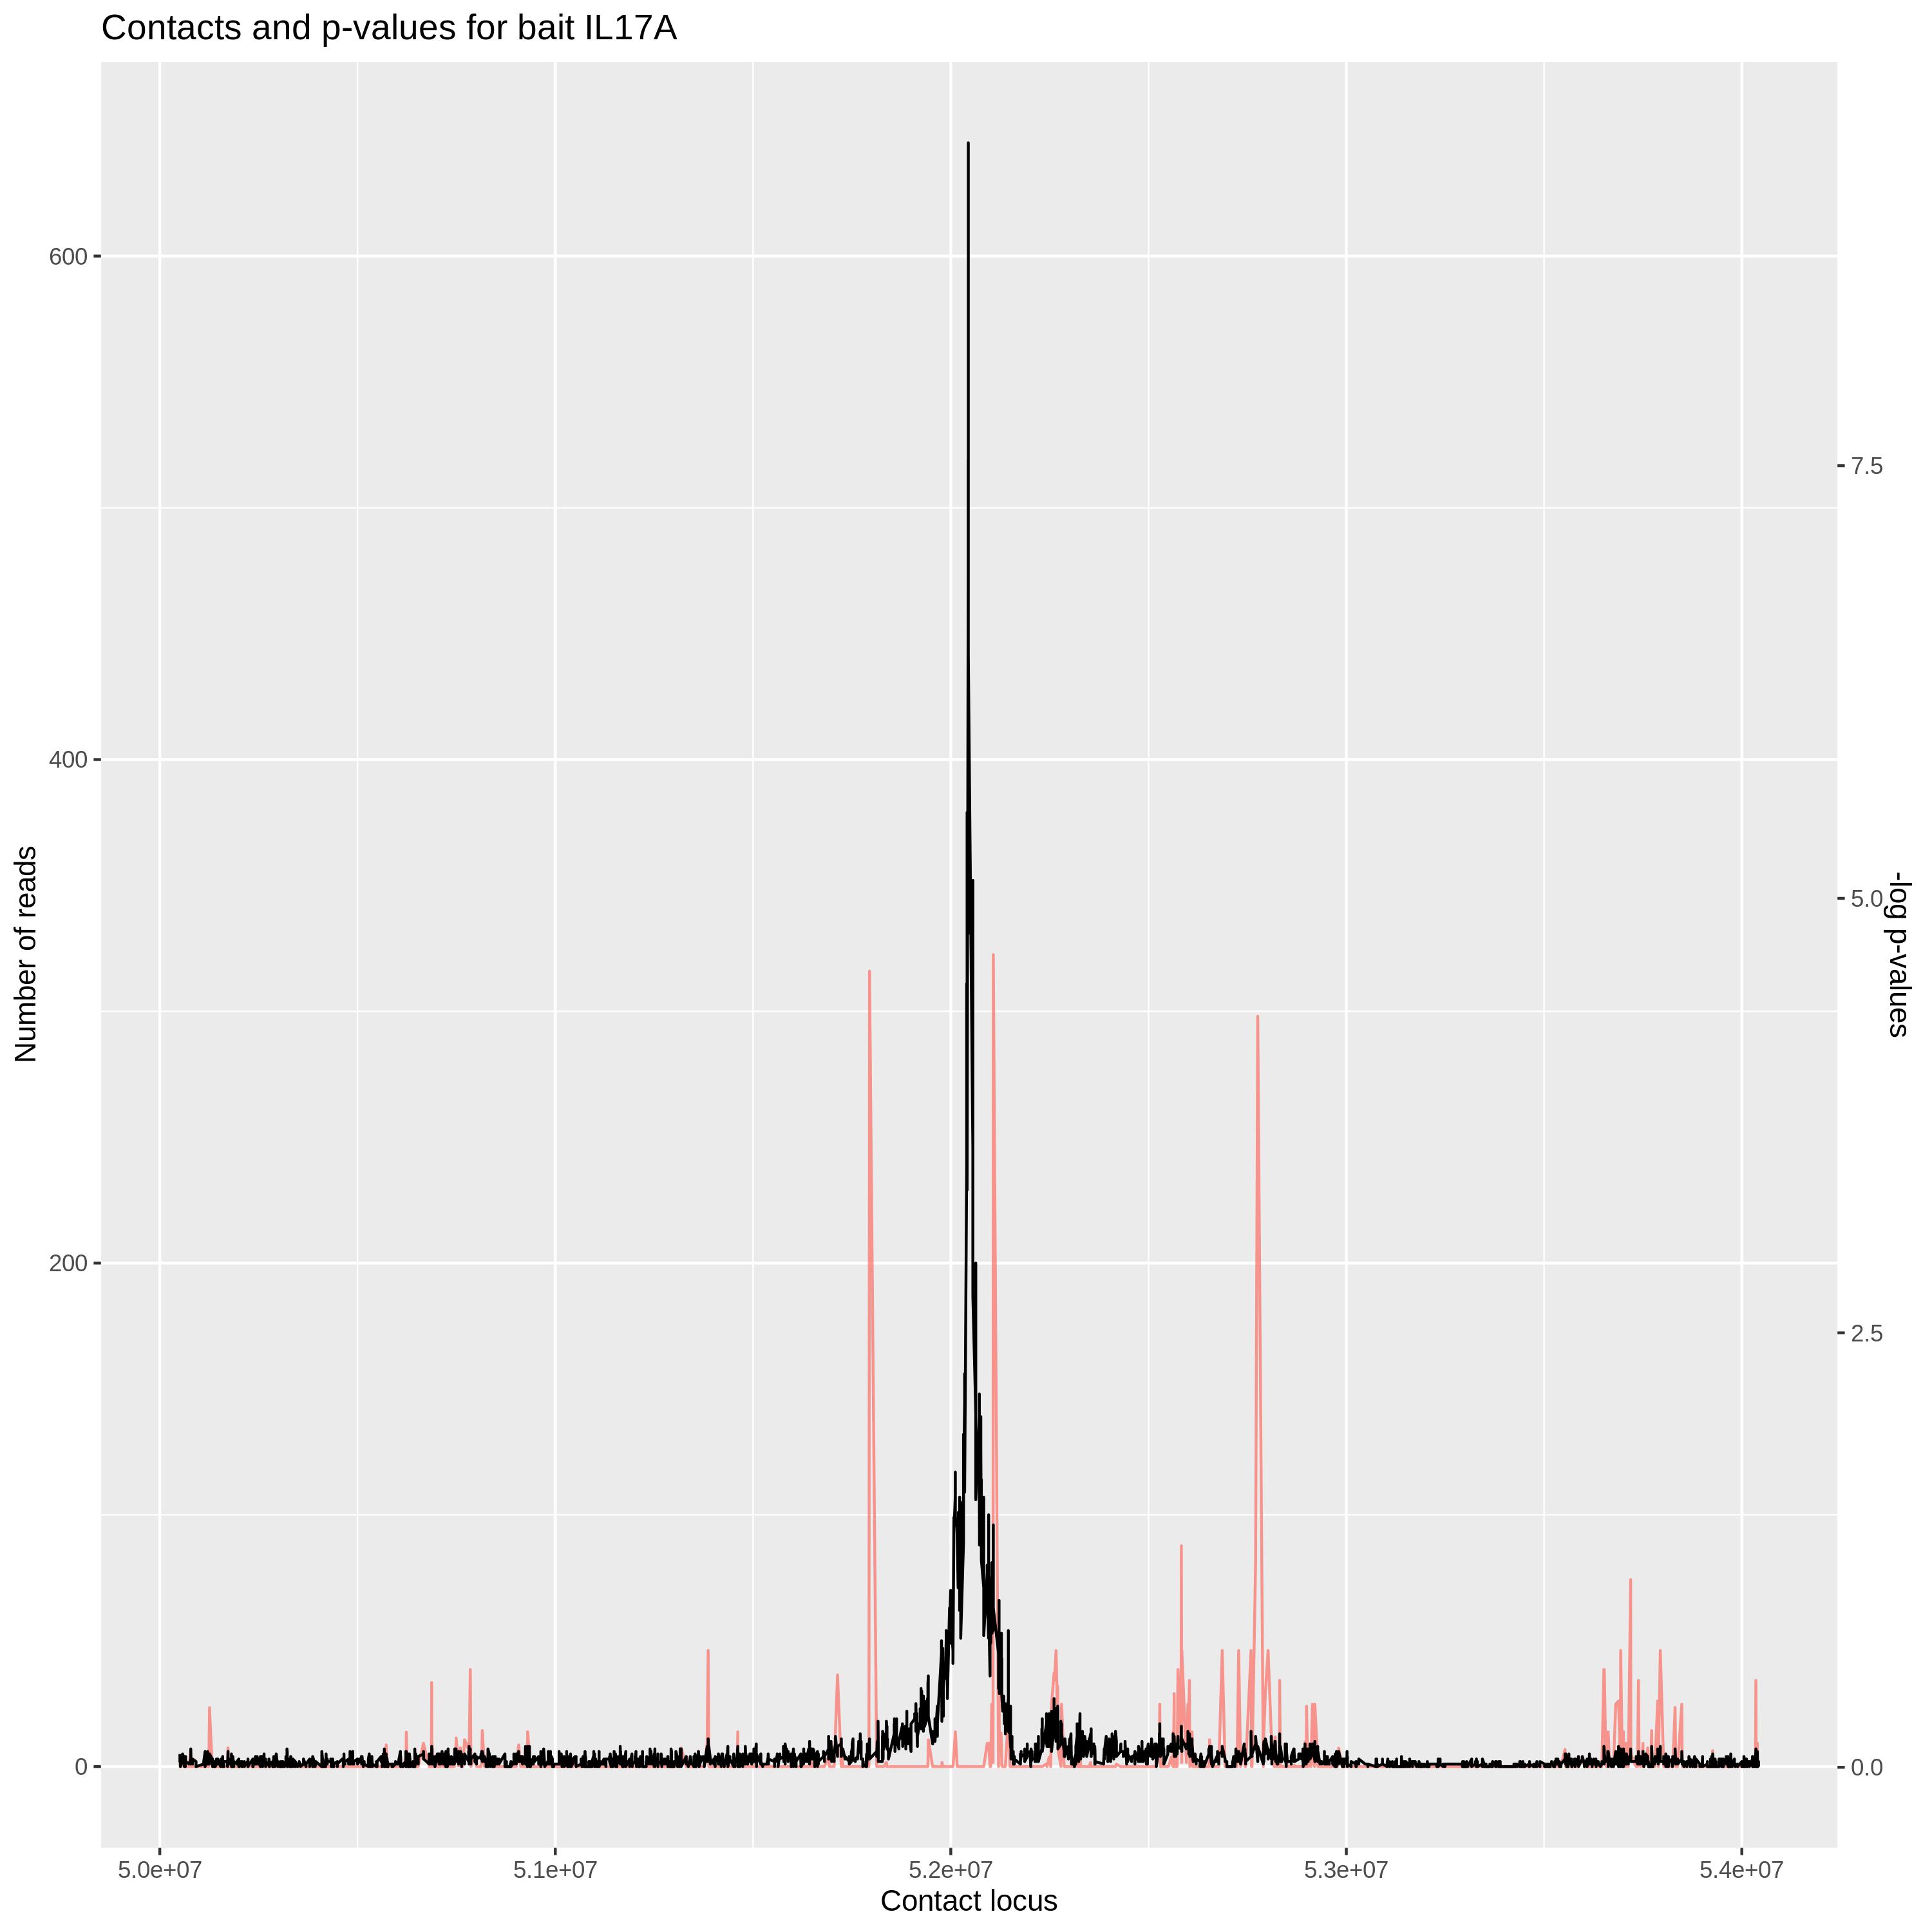 Contacts and p-values for bait IL17A
600
400
200
0
Number of reads
7.5
5.0
2.5
0.0
-log p-values
5.0e+07
5.1e+07
5.2e+07
5.3e+07
5.4e+07
Contact locus